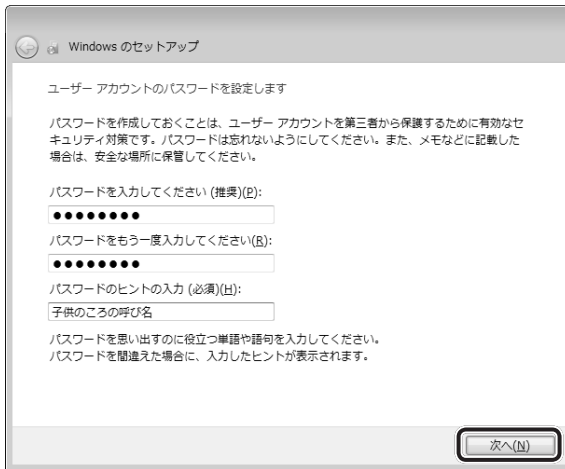 Windows のセットアップ
ユーザー アカウントのパスワードを設定します
パスワードを作成しておくことは、ユーザー アカウントを第三者から保護するために有効なセ
キュリティ対策です。パスワードは忘れないようにしてください。また、メモなどに記載した
場合は、安全な場所に保管してください。
パスワードを入力してください (推奨)(P):
●●●●●●●●
パスワードをもう一度入力してください(R):
●●●●●●●●
パスワードのヒントの入力 (必須)(H):
子供のころの呼び名
パスワードを思い出すのに役立つ単語や語句を入力してください。
パスワードを間違えた場合に、入力したヒントが表示されます。
次へ(N)